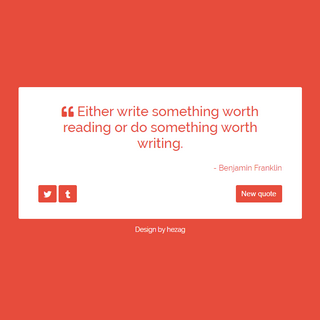 ❝ Either write something worth
reading or do something worth
writing.
- Benjamin Franklin
New quote
Design by hezag